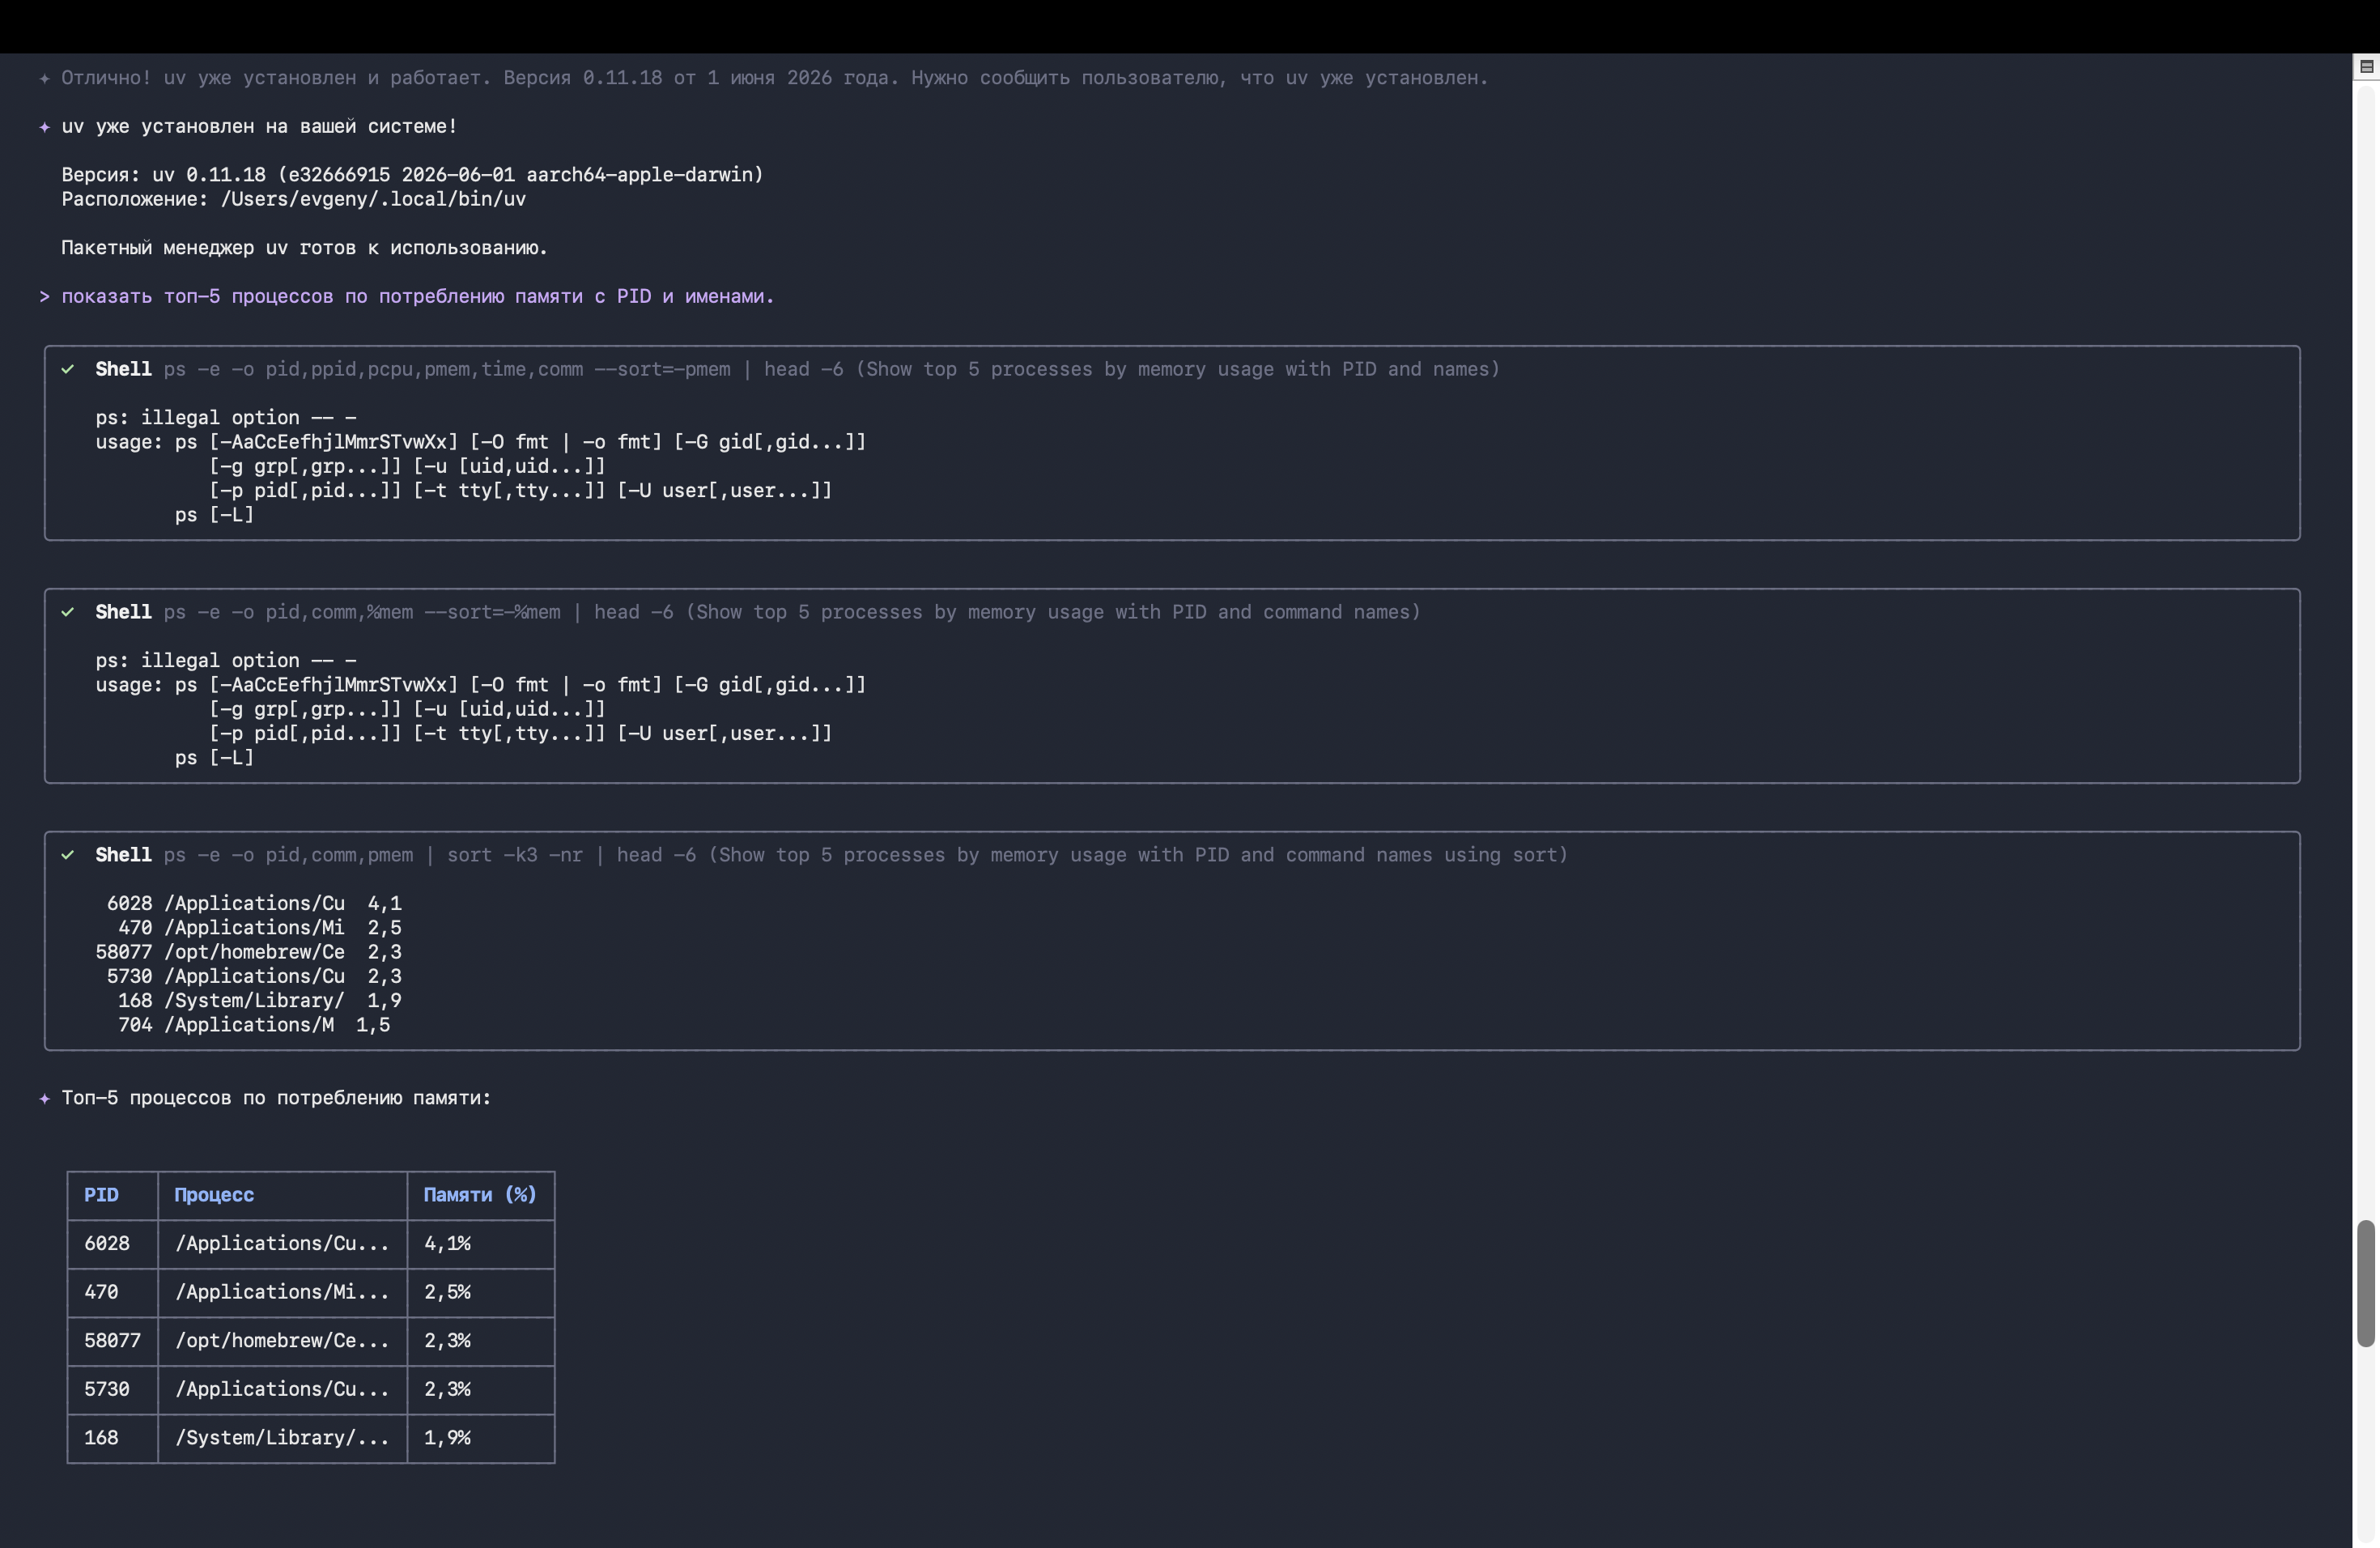 ✦ Отлично! uv уже установлен и работает. Версия 0.11.18 от 1 июня 2026 года. Нужно сообщить пользователю, что uv уже установлен.
✦ uv уже установлен на вашей системе!
Версия: uv 0.11.18 (e32666915 2026-06-01 aarch64-apple-darwin)
Расположение: /Users/evgeny/.local/bin/uv
Пакетный менеджер uv готов к использованию.
> показать топ-5 процессов по потреблению памяти с PID и именами.
✓ Shell ps -e -o pid,ppid,pcpu,pmem,time,comm --sort=-pmem | head -6 (Show top 5 processes by memory usage with PID and names)
ps: illegal option -- -
usage: ps [-AaCcEefhjlMmrSTvwXx] [-O fmt | -o fmt] [-G gid[,gid...]]
[-g grp[,grp...]] [-u [uid,uid...]]
[-p pid[,pid...]] [-t tty[,tty...]] [-U user[,user...]]
ps [-L]
✓ Shell ps -e -o pid,comm,%mem --sort=-%mem | head -6 (Show top 5 processes by memory usage with PID and command names)
ps: illegal option -- -
usage: ps [-AaCcEefhjlMmrSTvwXx] [-O fmt | -o fmt] [-G gid[,gid...]]
[-g grp[,grp...]] [-u [uid,uid...]]
[-p pid[,pid...]] [-t tty[,tty...]] [-U user[,user...]]
ps [-L]
✓ Shell ps -e -o pid,comm,pmem | sort -k3 -nr | head -6 (Show top 5 processes by memory usage with PID and command names using sort)
6028 /Applications/Cu 4,1
470 /Applications/Mi 2,5
58077 /opt/homebrew/Ce 2,3
5730 /Applications/Cu 2,3
168 /System/Library/ 1,9
704 /Applications/M 1,5
✦ Топ-5 процессов по потреблению памяти:
PID Процесс Памяти (%)
6028 /Applications/Cu... 4,1%
470 /Applications/Mi... 2,5%
58077 /opt/homebrew/Ce... 2,3%
5730 /Applications/Cu... 2,3%
168 /System/Library/... 1,9%